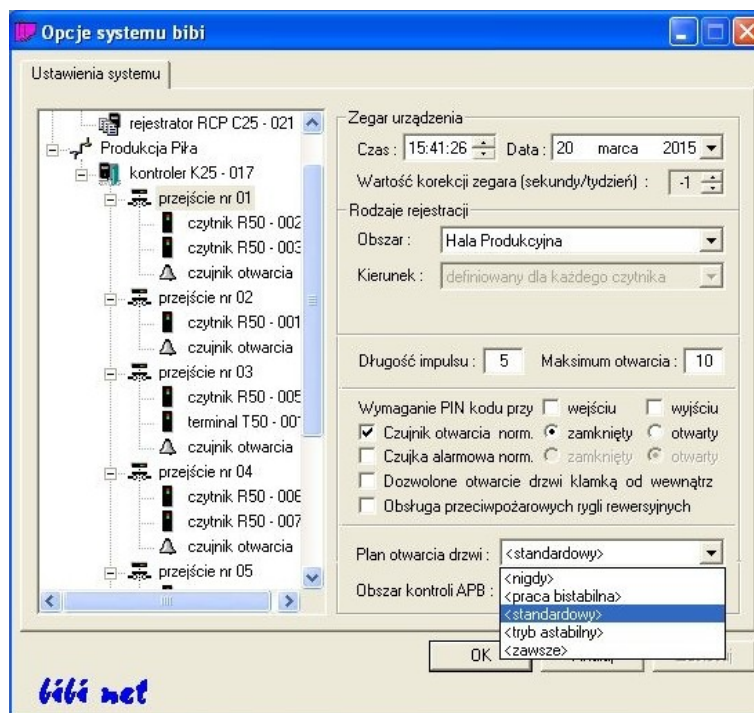 Opcje systemu bibi
Ustawienia systemu
rejestrator RCP C25 - 021
Produkcja Piła
kontroler K25 - 017
przejście nr 01
czytnik R50 - 002
czytnik R50 - 003
czujnik otwarcia
przejście nr 02
czytnik R50 - 001
czujnik otwarcia
przejście nr 03
czytnik R50 - 005
terminal T50 - 00
czujnik otwarcia
przejście nr 04
czytnik R50 - 006
czytnik R50 - 007
czujnik otwarcia
przejście nr 05
Zegar urządzenia
Czas : 15:41:26 Data : 20 marca 2015
Wartość korekcji zegara (sekundy/tydzień) : -1
Rodzaje rejestracji
Obszar : Hala Produkcyjna
Kierunek : definiowany dla każdego czytnika
Długość impulsu : 5 Maksimum otwarcia : 10
Wymaganie PIN kodu przy wejściu wyjściu
Czujnik otwarcia norm. zamknięty otwarty
Czujka alarmowa norm. zamknięty otwarty
Dozwolone otwarcie drzwi klamką od wewnątrz
Obsługa przeciwpożarowych rygli rewersyjnych
Plan otwarcia drzwi : <standardowy>
Obszar kontroli APB :
<nigdy>
<praca bistabilna>
<standardowy>
<tryb astabilny>
<zawsze>
OK
bibi net